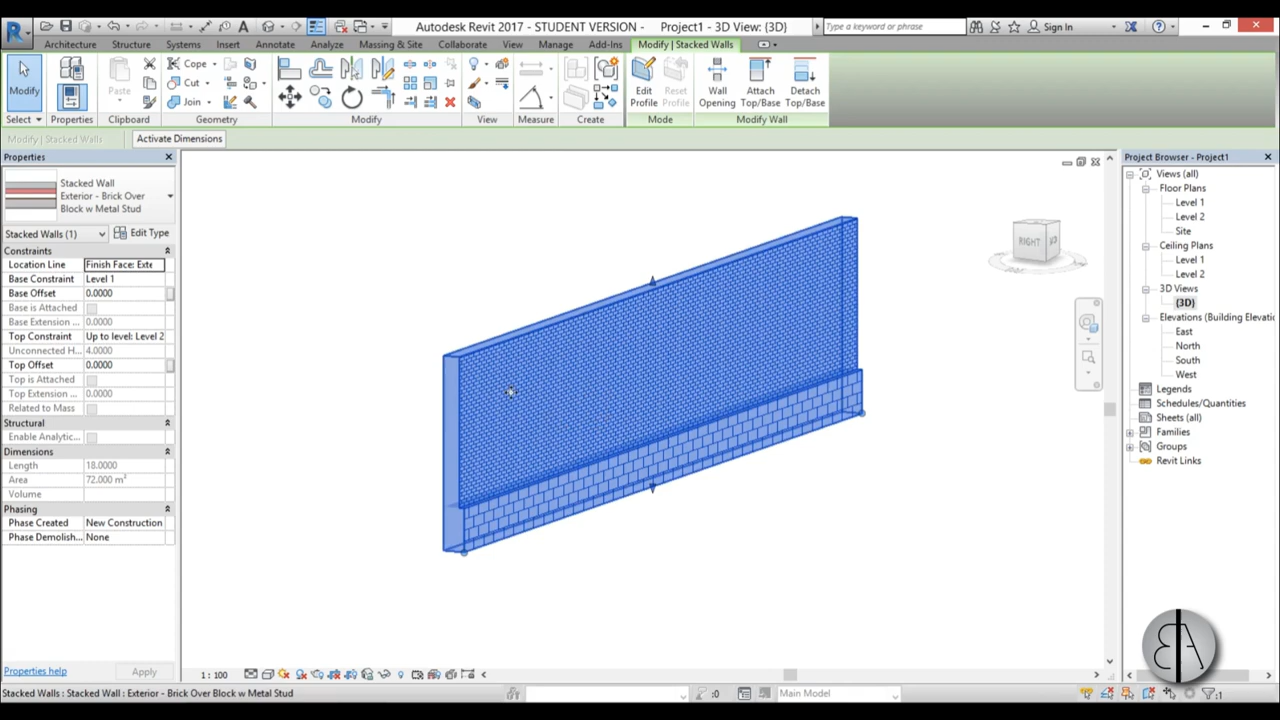 Autodesk Revit 2017 - STUDENT VERSION - Project1 - 3D View: {3D}
Type a keyword or phrase
Sign In
Architecture Structure Systems Insert Annotate Analyze Massing & Site Collaborate View Manage Add-Ins Modify | Stacked Walls
Modify
Paste
Cope
Cut
Join
Edit Profile
Reset Profile
Wall Opening
Attach Top/Base
Detach Top/Base
Select Properties Clipboard Geometry Modify View Measure Create Mode Modify Wall
Modify | Stacked Walls
Activate Dimensions
Properties
Stacked Wall
Exterior - Brick Over
Block w Metal Stud
Stacked Walls (1)
Edit Type
Constraints
Location Line Finish Face: Exte
Base Constraint Level 1
Base Offset 0.0000
Base is Attached
Base Extension ... 0.0000
Top Constraint Up to level: Level 2
Unconnected H... 4.0000
Top Offset 0.0000
Top is Attached
Top Extension ... 0.0000
Related to Mass
Structural
Enable Analytic...
Dimensions
Length 18.0000
Area 72.000 m²
Volume
Phasing
Phase Created New Construction
Phase Demolish... None
Properties help
Apply
RIGHT
Project Browser - Project1
Views (all)
Floor Plans
Level 1
Level 2
Site
Ceiling Plans
Level 1
Level 2
3D Views
{3D}
Elevations (Building Elevatic
East
North
South
West
Legends
Schedules/Quantities
Sheets (all)
Families
Groups
Revit Links
1 : 100
Stacked Walls : Stacked Wall : Exterior - Brick Over Block w Metal Stud
:0
Main Model
:1
BA